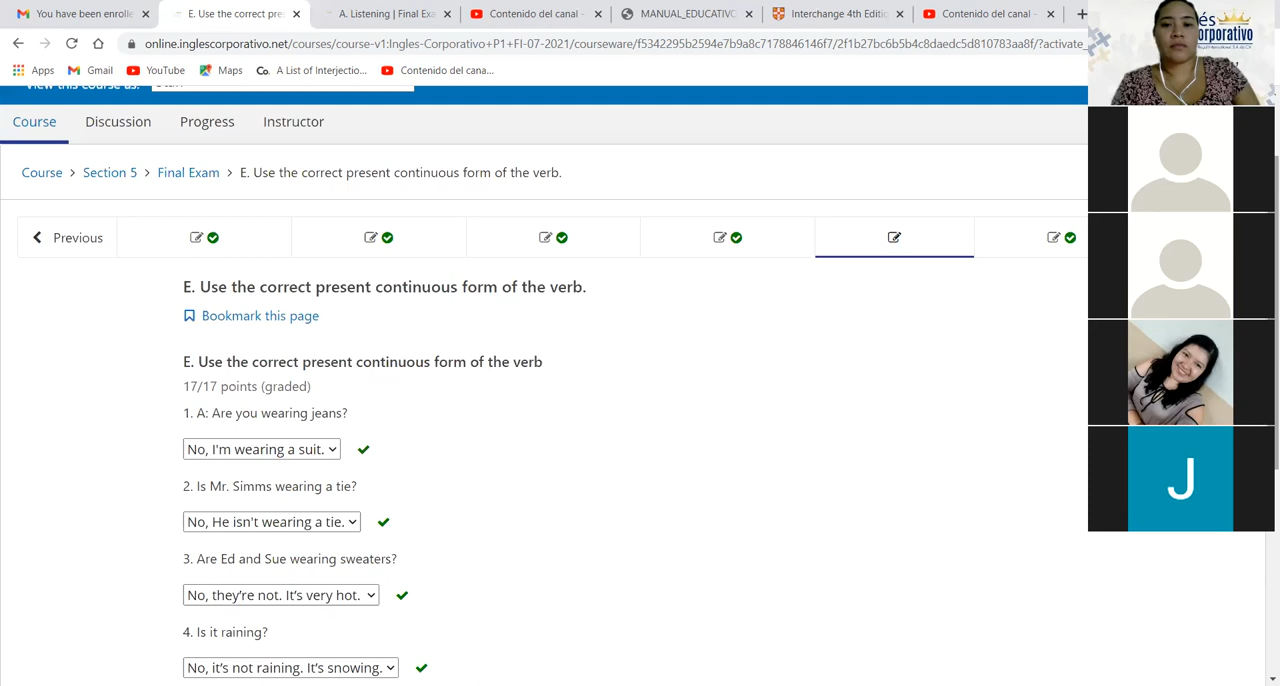 You have been enrolle
E. Use the correct pre
A. Listening | Final Exa
Contenido del canal -
MANUAL_EDUCATIVO
Interchange 4th Editio
Contenido del canal -
online.inglescorporativo.net/courses/course-v1:Ingles-Corporativo+P1+FI-07-2021/courseware/f5342295b2594e7b9a8c7178846146f7/2f1b27bc6b5b4c8daedc5d810783aa8f/?activate_
Apps
Gmail
YouTube
Maps
Co. A List of Interjectio...
Contenido del cana...
View this course as:
Course
Discussion
Progress
Instructor
Course > Section 5 > Final Exam > E. Use the correct present continuous form of the verb.
Previous
E. Use the correct present continuous form of the verb.
Bookmark this page
E. Use the correct present continuous form of the verb
17/17 points (graded)
1. A: Are you wearing jeans?
No, I'm wearing a suit.
2. Is Mr. Simms wearing a tie?
No, He isn't wearing a tie.
3. Are Ed and Sue wearing sweaters?
No, they’re not. It’s very hot.
4. Is it raining?
No, it’s not raining. It’s snowing.
J